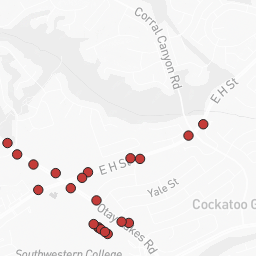 Corral Canyon Rd
E H St
E H St
Yale St
Cockatoo G
Otay Lakes Rd
Southwestern College